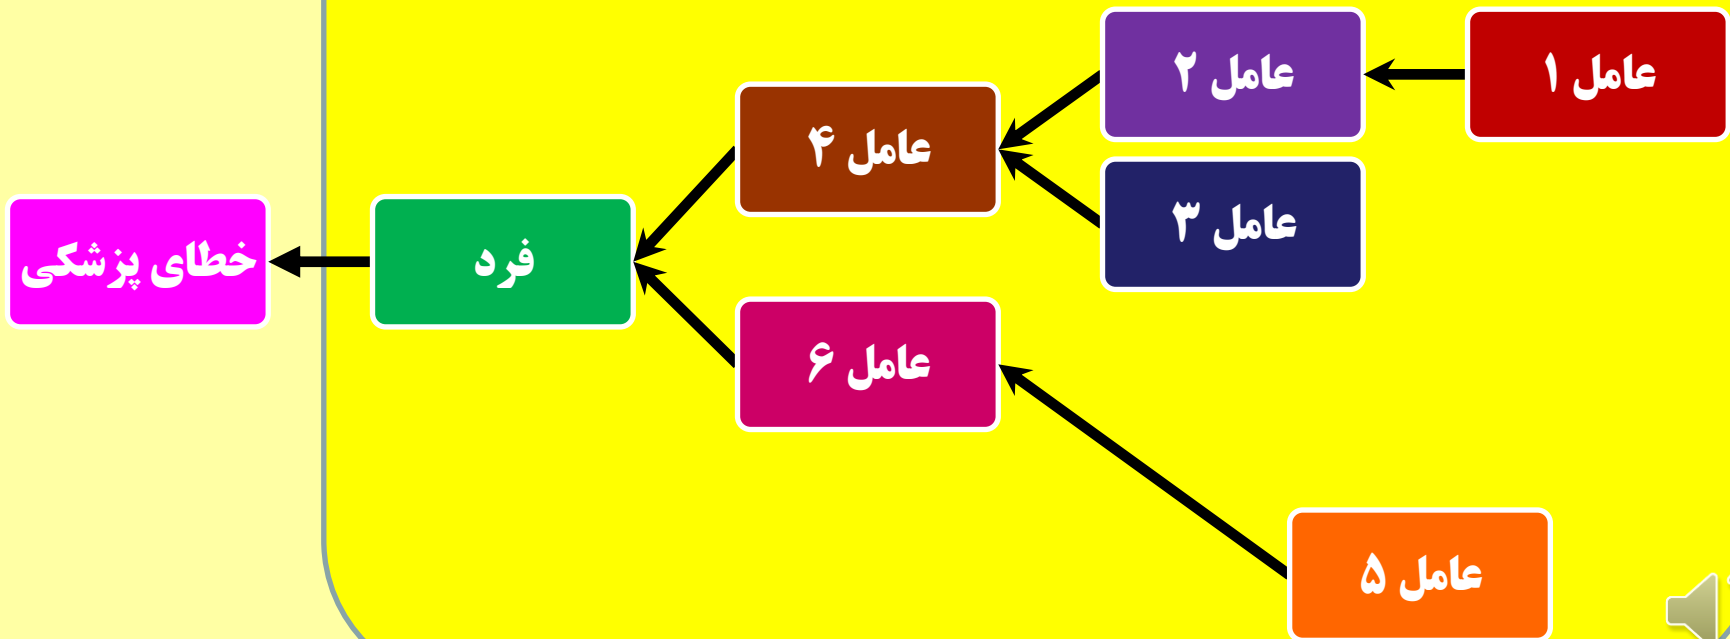 عامل ۱
عامل ۲
عامل ۳
عامل ۴
فرد
خطای پزشکی
عامل ۶
عامل ۵